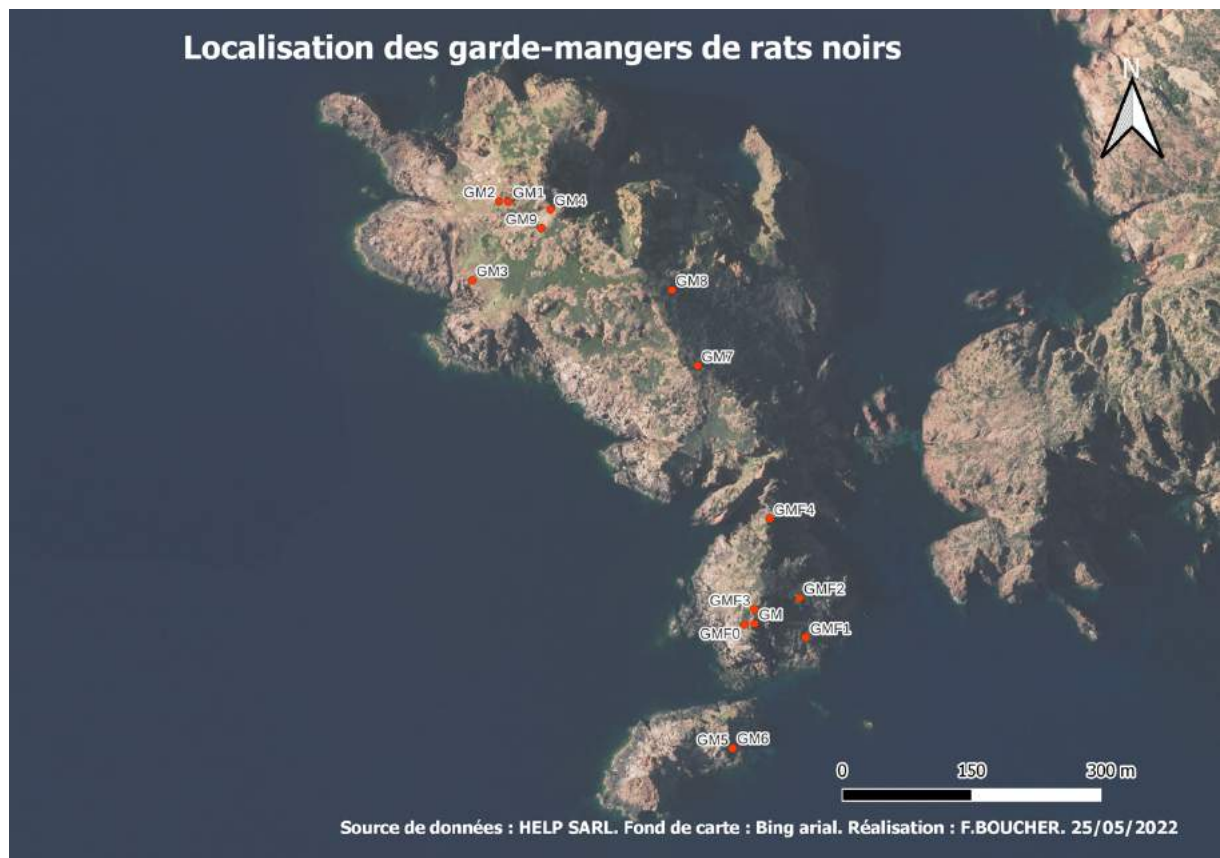 Localisation des garde-mangers de rats noirs
N
GM2 GM1
GM4
GM9
GM3
GM8
GM7
GMF4
GMF2
GMF3
GM
GMF0
GMF1
GM5 GM6
0 150 300 m
Source de données : HELP SARL. Fond de carte : Bing arial. Réalisation : F.BOUCHER. 25/05/2022